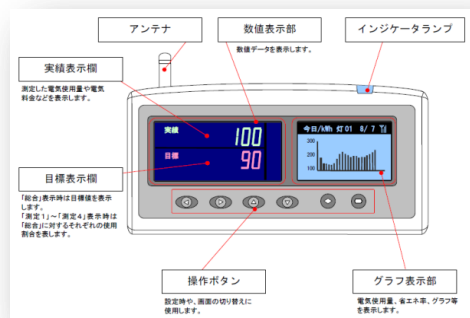 アンテナ
数値表示部
数値データを表示します。
インジケータランプ
実績表示欄
測定した電気使用量や電気
料金などを表示します。
実績
100
目標
90
今日/kWh 灯01 8/ 7
300
200
100
目標表示欄
「総合」表示時は目標値を表示
します。
「測定1」～「測定4」表示時は
「総合」に対するそれぞれの使用
割合を表します。
操作ボタン
設定時や、画面の切り替えに
使用します。
グラフ表示部
電気使用量、省エネ率、グラフ等
を表示します。